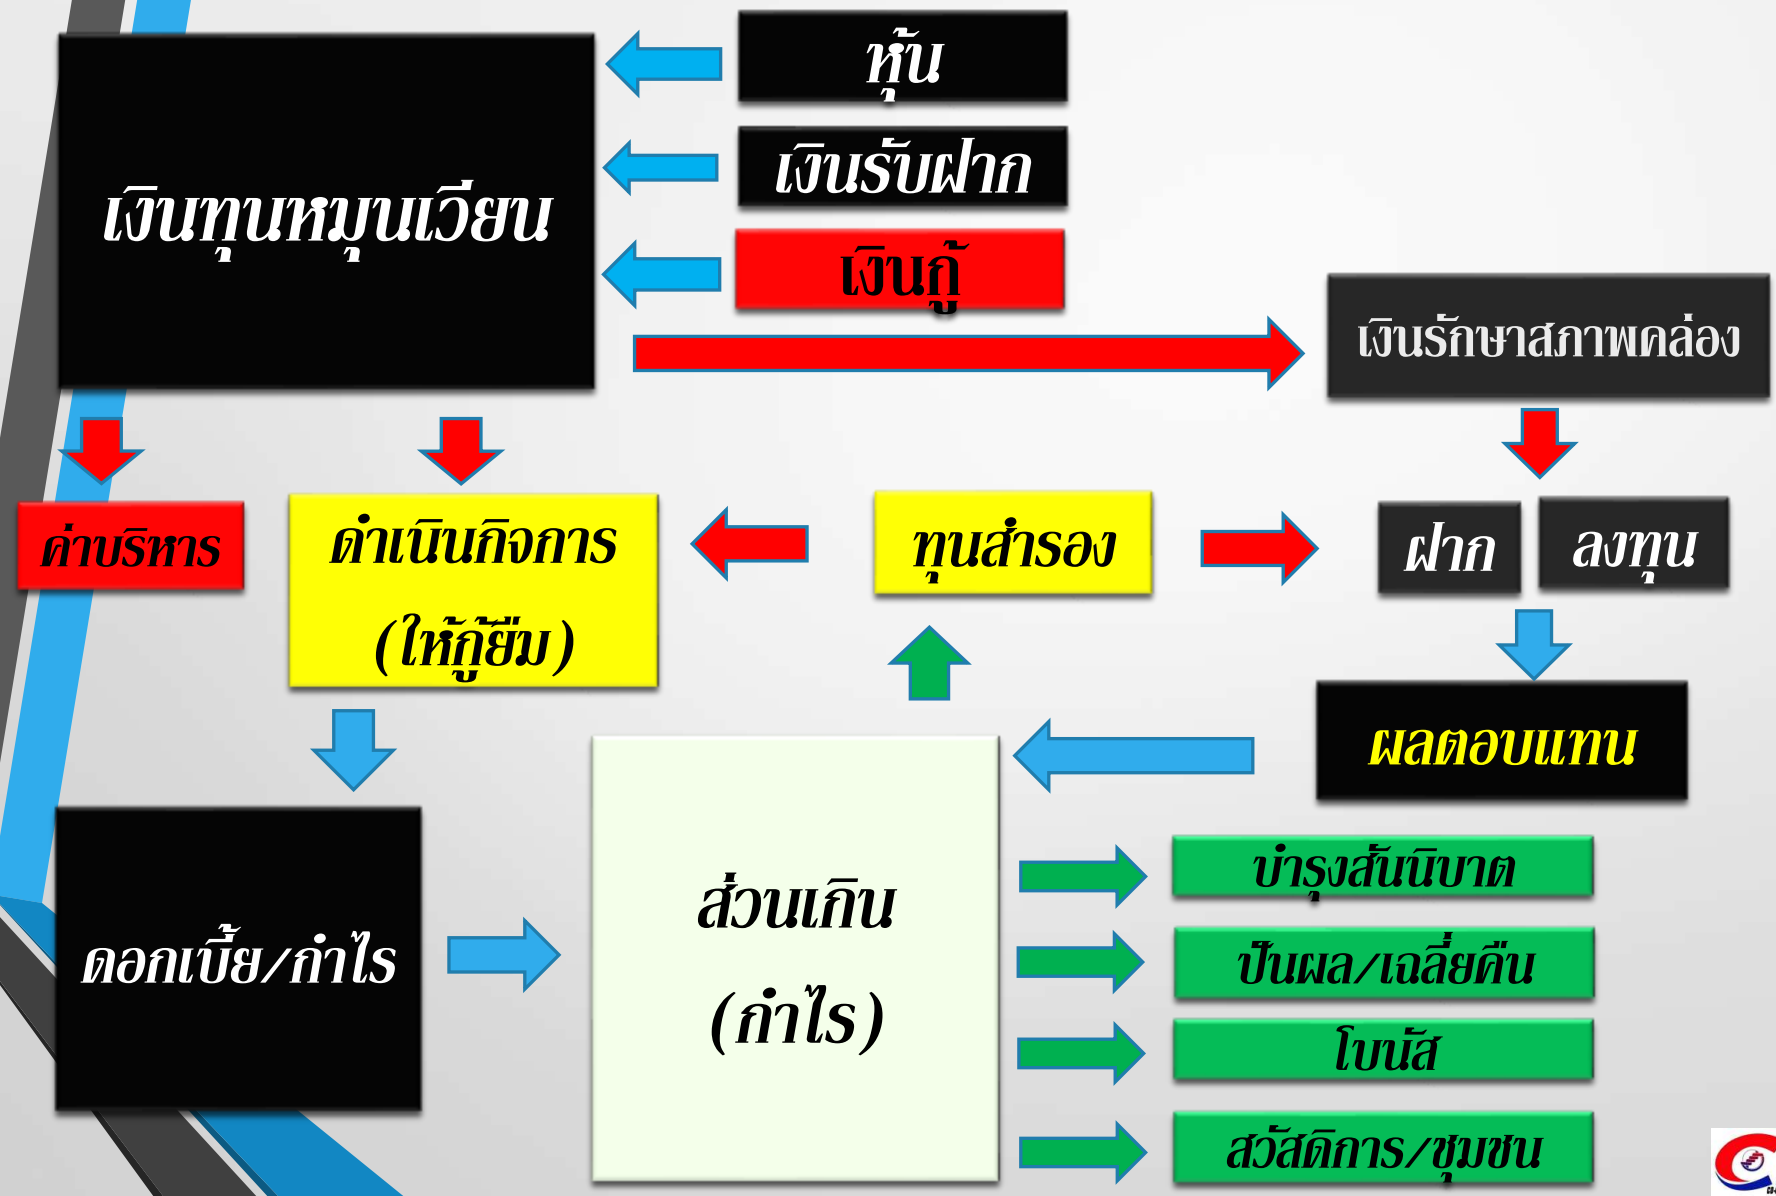 หุ้น
เงินรับฝาก
เงินทุนหมุนเวียน
เงินกู้
เงินรักษาสภาพคล่อง
ค่าบริหาร
ดำเนินกิจการ
(ให้กู้ยืม)
ทุนสำรอง
ฝาก
ลงทุน
ผลตอบแทน
ดอกเบี้ย/กำไร
ส่วนเกิน
(กำไร)
บำรุงสันนิบาต
ปันผล/เฉลี่ยคืน
โบนัส
สวัสดิการ/ชุมชน